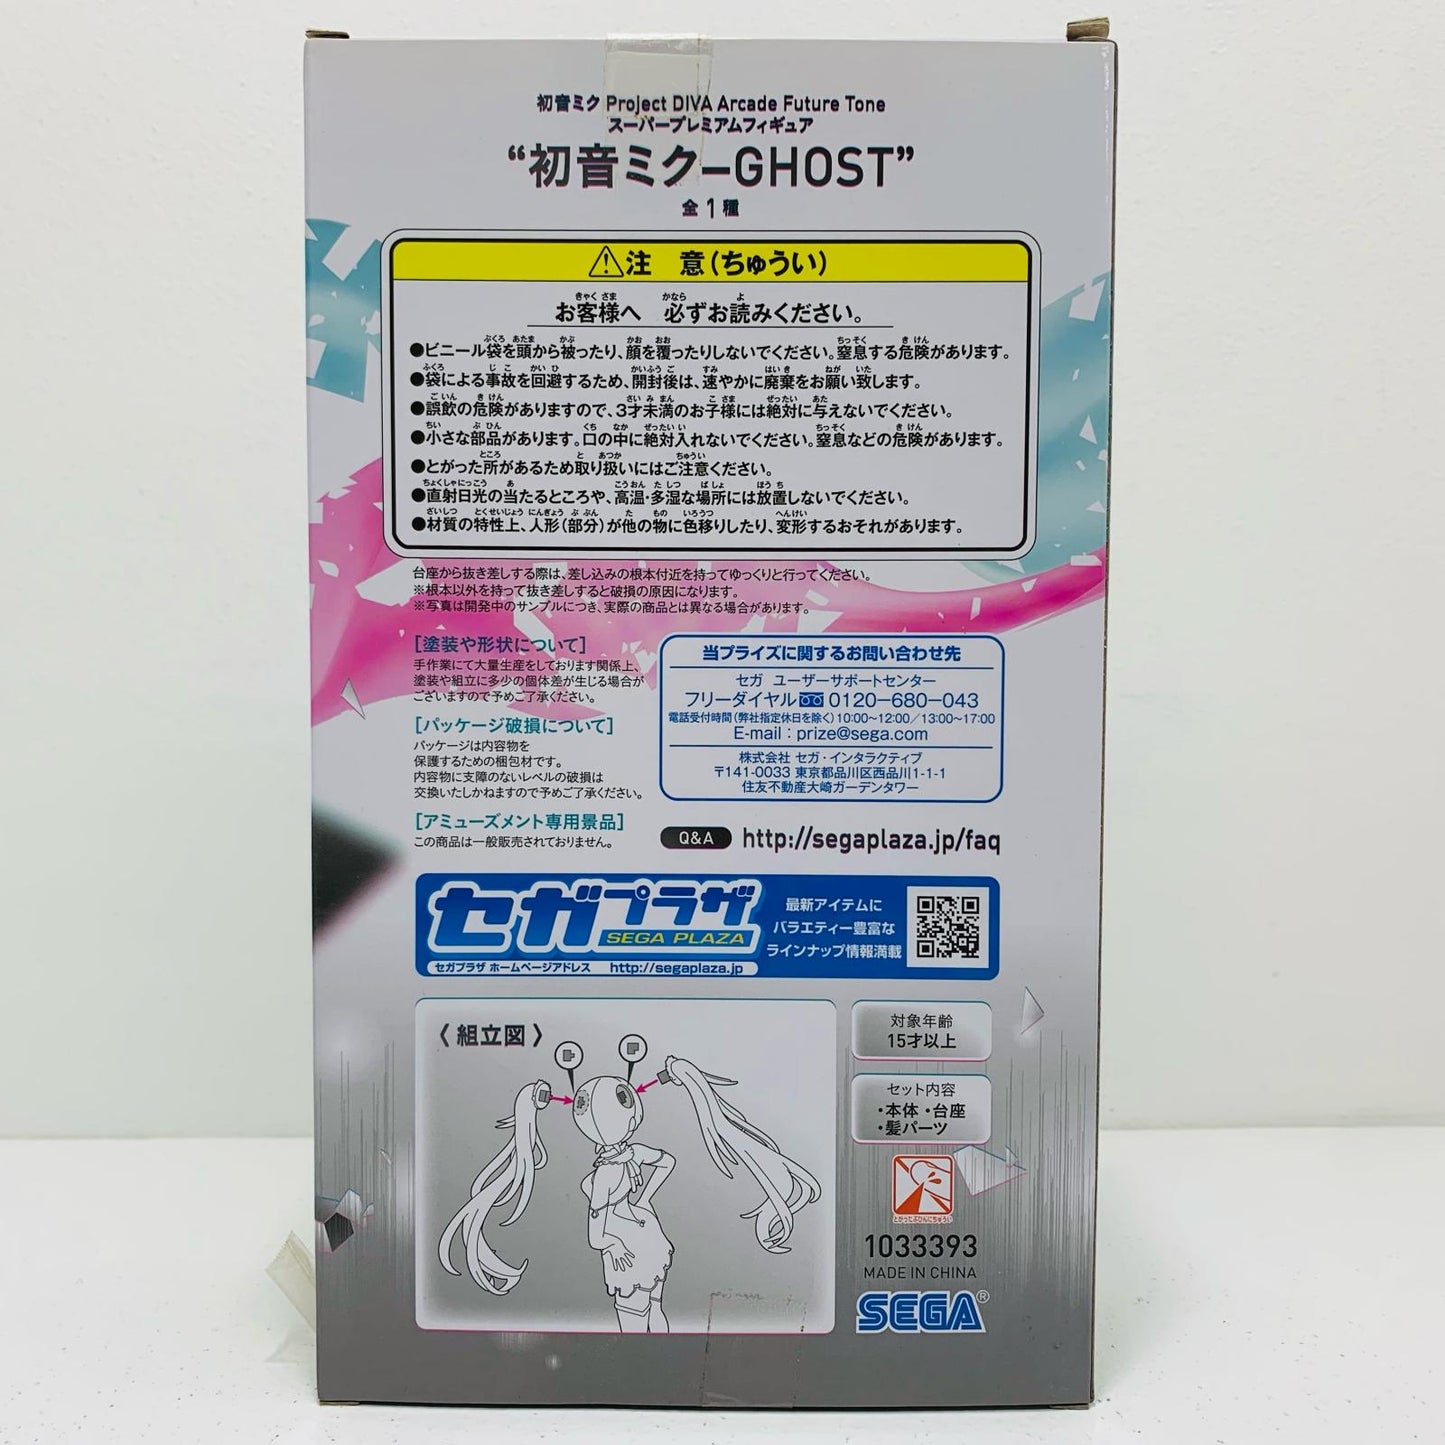 初音ミク Project DIVA Arcade Future Tone
スーパープレミアムフィギュア
“初音ミク−GHOST”
全1種
注 意(ちゅうい)
お客様へ 必ずお読みください。
●ビニール袋を頭から被ったり、顔を覆ったりしないでください。窒息する危険があります。
●袋による事故を回避するため、開封後は、速やかに廃棄をお願い致します。
●誤飲の危険がありますので、3才未満のお子様には絶対に与えないでください。
●小さな部品があります。口の中に絶対入れないでください。窒息などの危険があります。
●とがった所があるため取り扱いにはご注意ください。
●直射日光の当たるところや、高温・多湿な場所には放置しないでください。
●材質の特性上、人形(部分)が他の物に色移りしたり、変形するおそれがあります。
台座から抜き差しする際は、差し込みの根本付近を持ってゆっくりと行ってください。
※根本以外を持って抜き差しすると破損の原因になります。
※写真は開発中のサンプルにつき、実際の商品とは異なる場合があります。
[塗装や形状について]
手作業にて大量生産をしております関係上、
塗装や組立に多少の個体差が生じる場合が
ございますので予めご了承ください。
[パッケージ破損について]
パッケージは内容物を
保護するための梱包材です。
内容物に支障のないレベルの破損は
交換いたしかねますので予めご了承ください。
[アミューズメント専用景品]
この商品は一般販売されておりません。
当プライズに関するお問い合わせ先
セガ ユーザーサポートセンター
フリーダイヤル 0120−680−043
電話受付時間(弊社指定休日を除く)10:00〜12:00/13:00〜17:00
E-mail : prize@sega.com
株式会社 セガ・インタラクティブ
〒141-0033 東京都品川区西品川1-1-1
住友不動産大崎ガーデンタワー
Q&A http://segaplaza.jp/faq
セガプラザ
SEGA PLAZA
セガプラザ ホームページアドレス http://segaplaza.jp
最新アイテムに
バラエティー豊富な
ラインナップ情報満載
〈組立図〉
対象年齢
15才以上
セット内容
・本体 ・台座
・髪パーツ
とがったぶひんにちゅうい
1033393
MADE IN CHINA
SEGA®